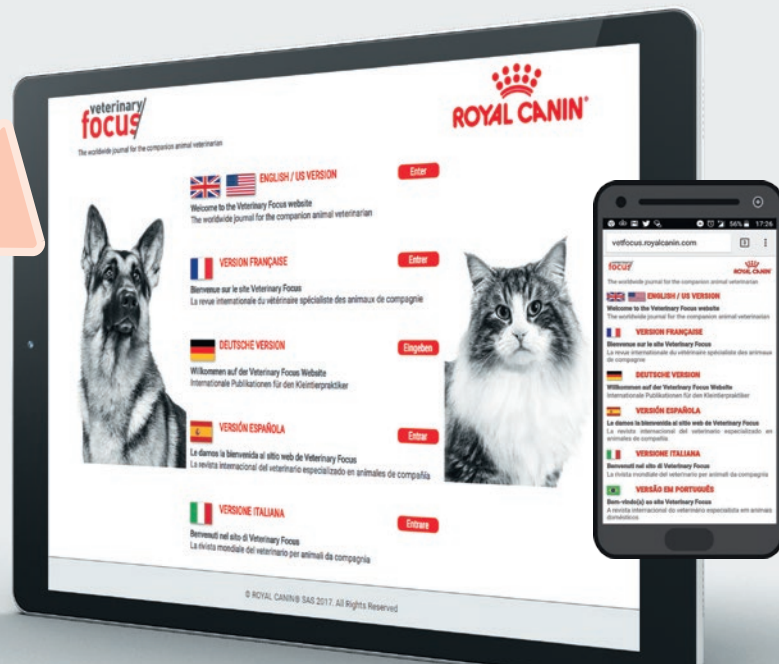 veterinary
focus
The worldwide journal for the companion animal veterinarian
ROYAL CANIN®
ENGLISH / US VERSION
Enter
Welcome to the Veterinary Focus website
The worldwide journal for the companion animal veterinarian
VERSION FRANÇAISE
Entrer
Bienvenue sur le site Veterinary Focus
La revue internationale du vétérinaire spécialiste des animaux de compagnie
DEUTSCHE VERSION
Eingeben
Willkommen auf der Veterinary Focus Website
Internationale Publikationen für den Kleintierpraktiker
VERSIÓN ESPAÑOLA
Entrar
Le damos la bienvenida al sitio web de Veterinary Focus
La revista internacional del veterinario especializado en animales de compañía
VERSIONE ITALIANA
Entrare
Benvenuti nel sito di Veterinary Focus
La rivista mondiale del veterinario per animali da compagnia
© ROYAL CANIN® SAS 2017. All Rights Reserved
56% 17:26
vetfocus.royalcanin.com
veterinary
focus
ROYAL CANIN
The worldwide journal for the companion animal veterinarian
ENGLISH / US VERSION
Welcome to the Veterinary Focus website
The worldwide journal for the companion animal veterinarian
VERSION FRANÇAISE
Bienvenue sur le site Veterinary Focus
La revue internationale du vétérinaire spécialiste des animaux
de compagnie
DEUTSCHE VERSION
Willkommen auf der Veterinary Focus Website
Internationale Publikationen für den Kleintierpraktiker
VERSIÓN ESPAÑOLA
Le damos la bienvenida al sitio web de Veterinary Focus
La revista internacional del veterinario especializado en
animales de compañía
VERSIONE ITALIANA
Benvenuti nel sito di Veterinary Focus
La rivista mondiale del veterinario per animali da compagnia
VERSÃO EM PORTUGUÊS
Bem-vindo(s) ao site Veterinary Focus
A revista internacional do veterinário especialista em animais
domésticos